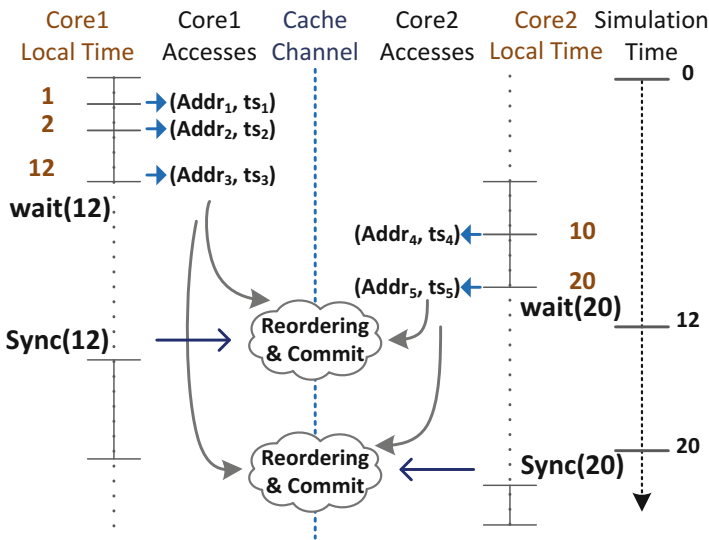 Core1 Local Time
Core1 Accesses
Cache Channel
Core2 Accesses
Core2 Local Time
Simulation Time
0
1
(Addr₁, ts₁)
2
(Addr₂, ts₂)
12
(Addr₃, ts₃)
wait(12)
(Addr₄, ts₄)
10
(Addr₅, ts₅)
20
wait(20)
12
Reordering
& Commit
Sync(12)
20
Reordering
& Commit
Sync(20)